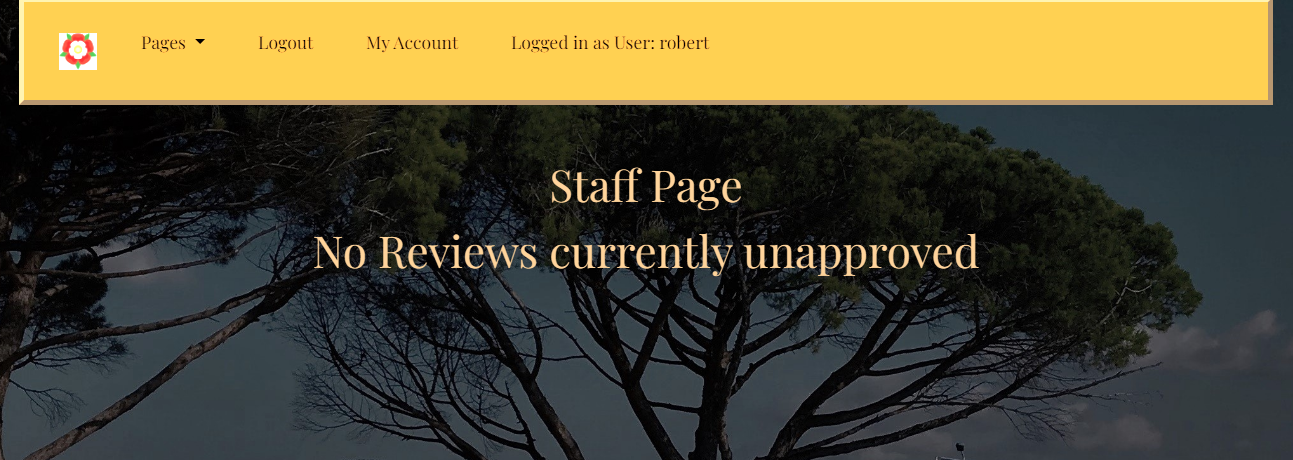 Pages
Logout
My Account
Logged in as User: robert
Staff Page
No Reviews currently unapproved